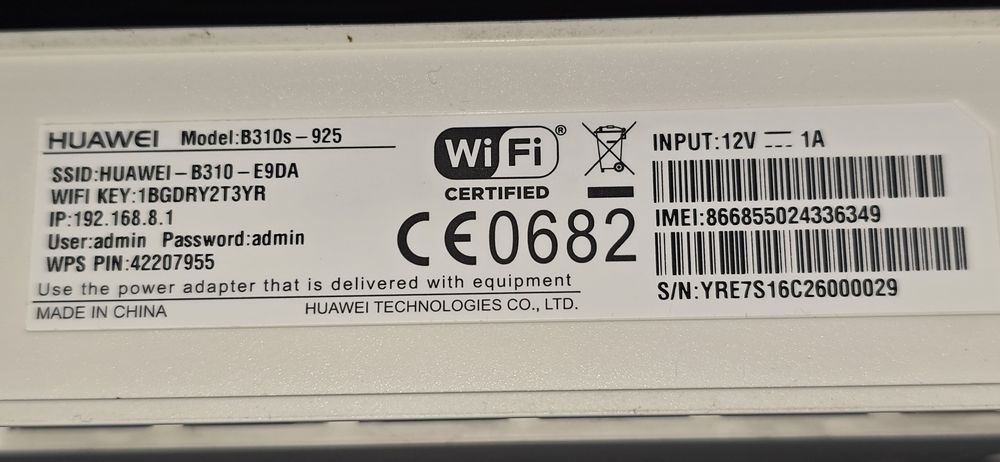 HUAWEI Model:B310s-925
SSID:HUAWEI-B310-E9DA
WIFI KEY:1BGDRY2T3YR
IP:192.168.8.1
User:admin Password:admin
WPS PIN:42207955
Use the power adapter that is delivered with equipment
MADE IN CHINA HUAWEI TECHNOLOGIES CO., LTD.
Wi Fi ®
CERTIFIED
CE0682
INPUT:12V ⎓ 1A
IMEI:866855024336349
S/N:YRE7S16C26000029